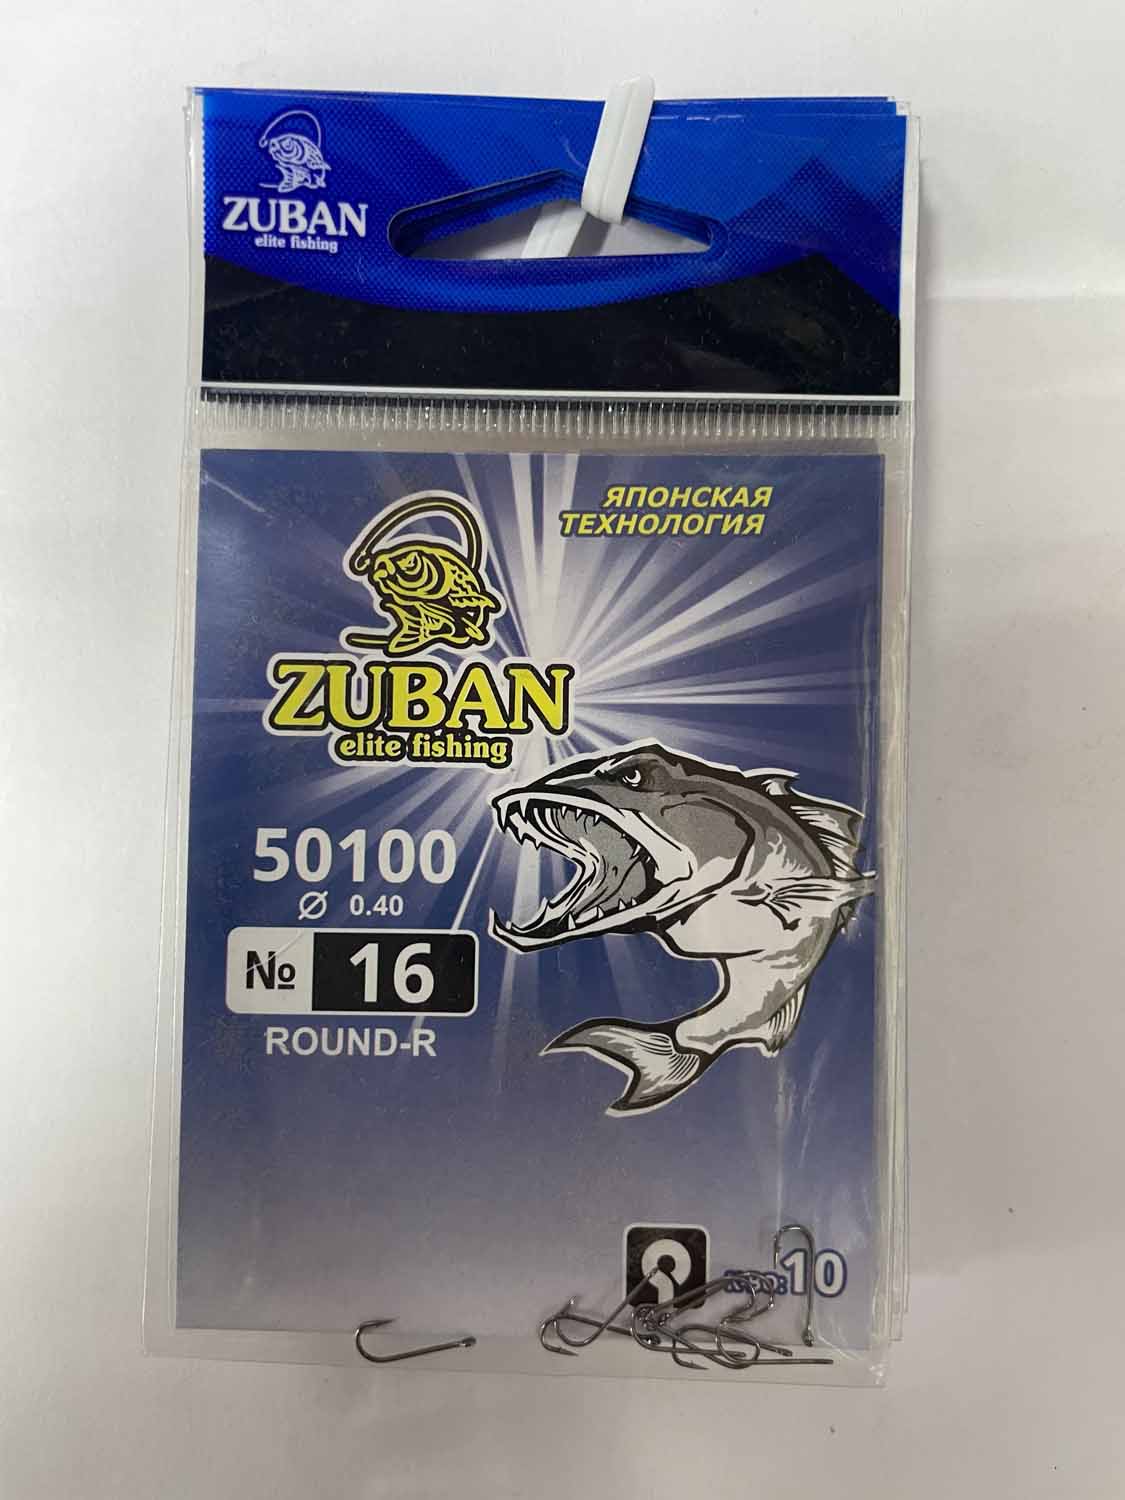 ZUBAN
elite fishing
ЯПОНСКАЯ
ТЕХНОЛОГИЯ
ZUBAN
elite fishing
50100
Ø 0.40
№ 16
ROUND-R
10